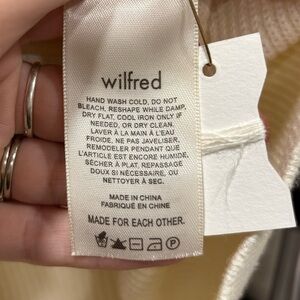 wilfred
HAND WASH COLD, DO NOT
BLEACH, RESHAPE WHILE DAMP,
DRY FLAT, COOL IRON ONLY IF
NEEDED, OR DRY CLEAN.
LAVER À LA MAIN À L'EAU
FROIDE, NE PAS JAVELISER,
REMODELER PENDANT QUE
L'ARTICLE EST ENCORE HUMIDE,
SÉCHER À PLAT, REPASSAGE
DOUX SI NÉCESSAIRE, OU
NETTOYER À SEC.
MADE IN CHINA
FABRIQUÉ EN CHINE
MADE FOR EACH OTHER.
P